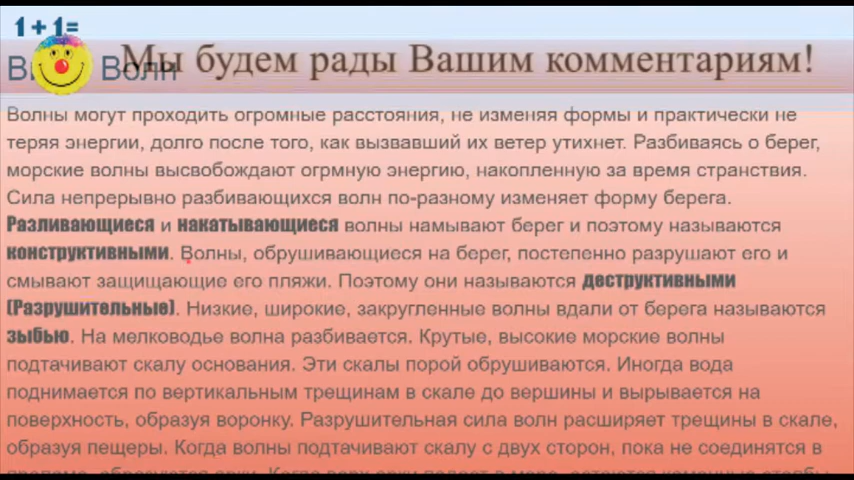 1 + 1=
Мы будем рады Вашим комментариям!
Волн
Волны могут проходить огромные расстояния, не изменяя формы и практически не
теряя энергии, долго после того, как вызвавший их ветер утихнет. Разбиваясь о берег,
морские волны высвобождают огрмную энергию, накопленную за время странствия.
Сила непрерывно разбивающихся волн по-разному изменяет форму берега.
Разливающиеся и накатывающиеся волны намывают берег и поэтому называются
конструктивными. Волны, обрушивающиеся на берег, постепенно разрушают его и
смывают защищающие его пляжи. Поэтому они называются деструктивными
(Разрушительные). Низкие, широкие, закругленные волны вдали от берега называются
зыбью. На мелководье волна разбивается. Крутые, высокие морские волны
подтачивают скалу основания. Эти скалы порой обрушиваются. Иногда вода
поднимается по вертикальным трещинам в скале до вершины и вырывается на
поверхность, образуя воронку. Разрушительная сила волн расширяет трещины в скале,
образуя пещеры. Когда волны подтачивают скалу с двух сторон, пока не соединятся в